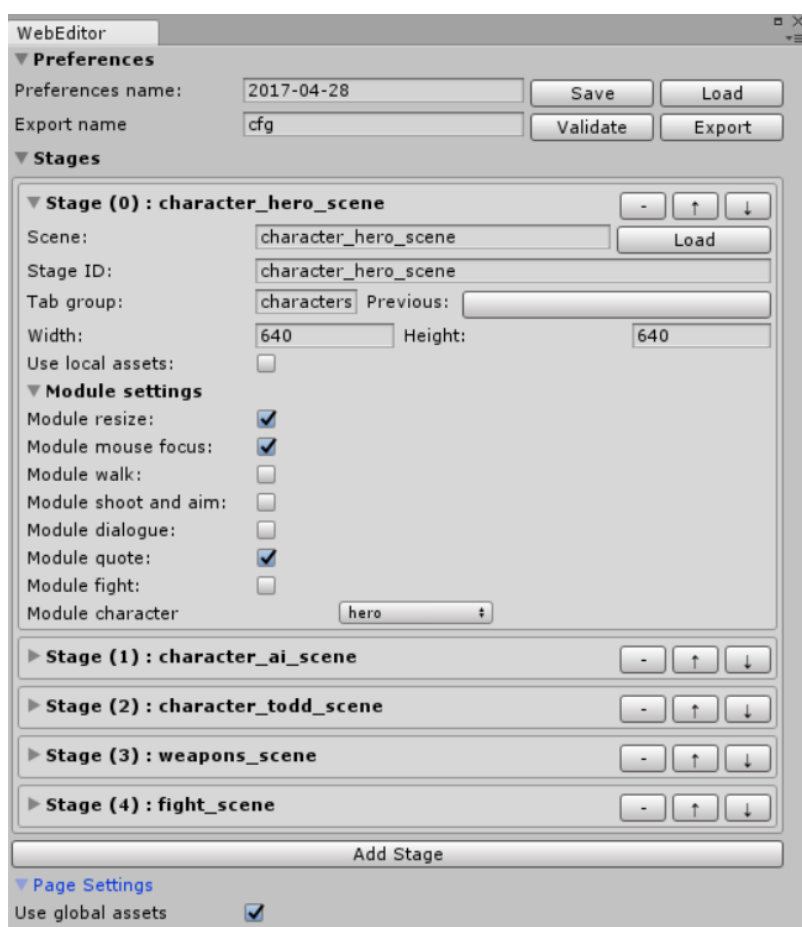 WebEditor
Preferences
Preferences name: 2017-04-28 Save Load
Export name cfg Validate Export
Stages
Stage (0) : character_hero_scene - ↑ ↓
Scene: character_hero_scene Load
Stage ID: character_hero_scene
Tab group: characters Previous:
Width: 640 Height: 640
Use local assets:
Module settings
Module resize:
Module mouse focus:
Module walk:
Module shoot and aim:
Module dialogue:
Module quote:
Module fight:
Module character hero
Stage (1) : character_ai_scene - ↑ ↓
Stage (2) : character_todd_scene - ↑ ↓
Stage (3) : weapons_scene - ↑ ↓
Stage (4) : fight_scene - ↑ ↓
Add Stage
Page Settings
Use global assets